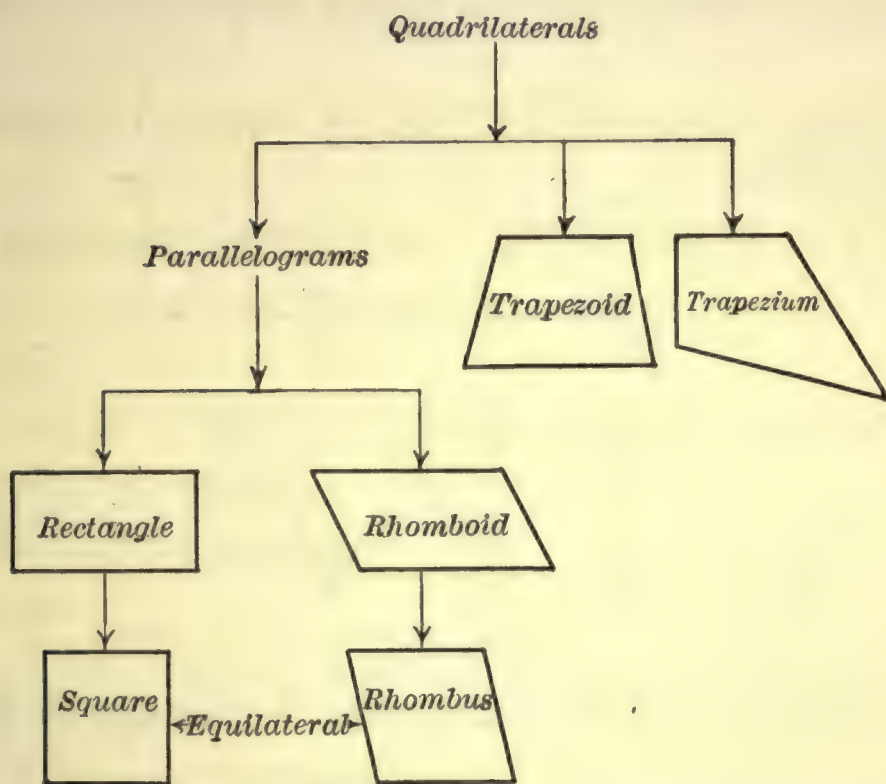 Quadrilaterals
Parallelograms
Trapezoid
Trapezium
Rectangle
Rhomboid
Square
Equilateral
Rhombus